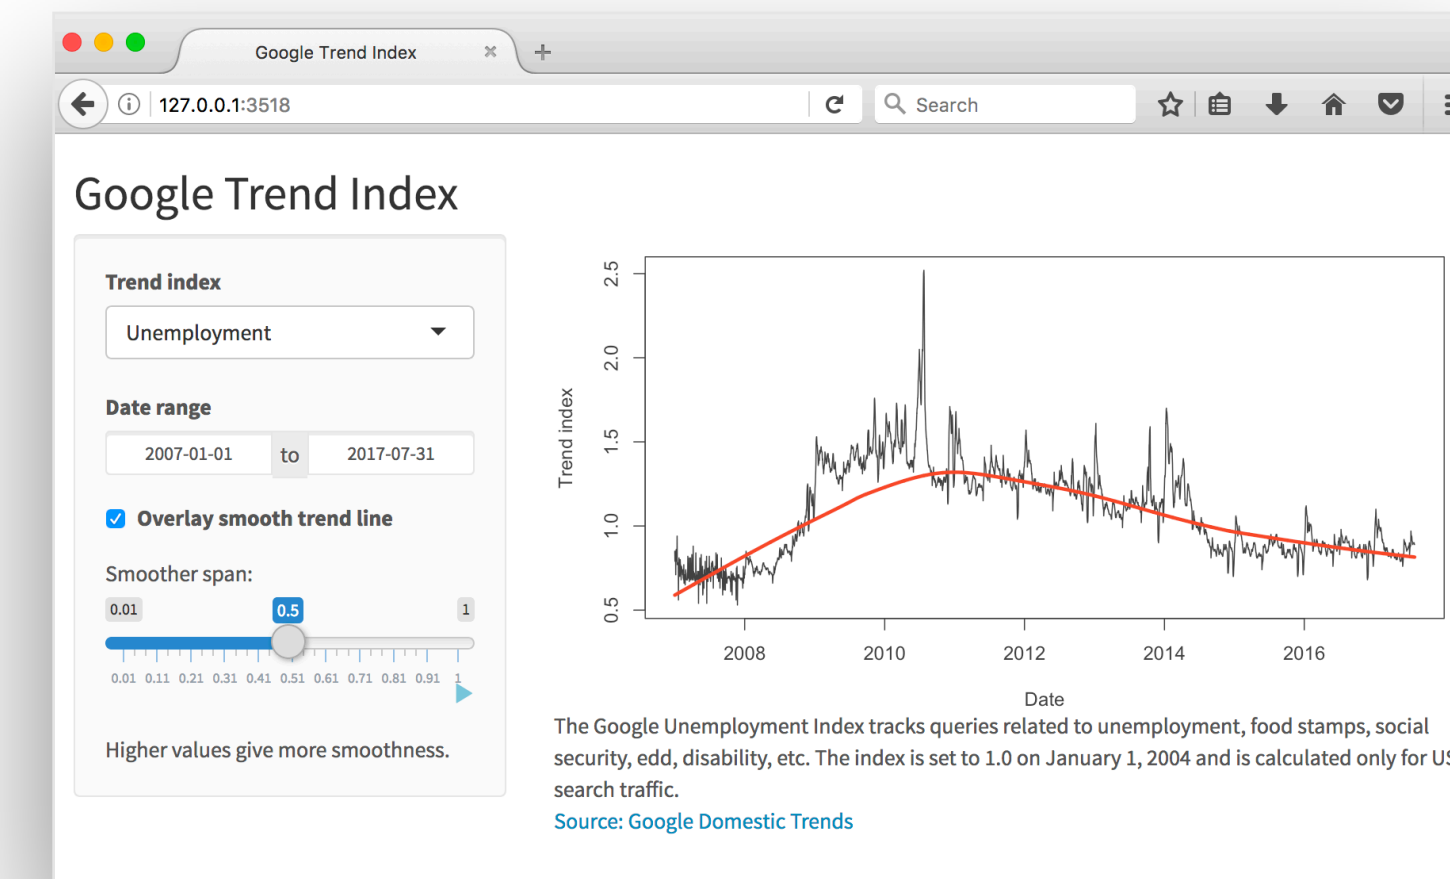 Google Trend Index
127.0.0.1:3518
Search
Google Trend Index
Trend index
Unemployment
Date range
2007-01-01 to 2017-07-31
Overlay smooth trend line
Smoother span:
0.01 0.5 1
0.01 0.11 0.21 0.31 0.41 0.51 0.61 0.71 0.81 0.91 1
Higher values give more smoothness.
Trend index
2.5
2.0
1.5
1.0
0.5
2008 2010 2012 2014 2016
Date
The Google Unemployment Index tracks queries related to unemployment, food stamps, social
security, edd, disability, etc. The index is set to 1.0 on January 1, 2004 and is calculated only for US
search traffic.
Source: Google Domestic Trends